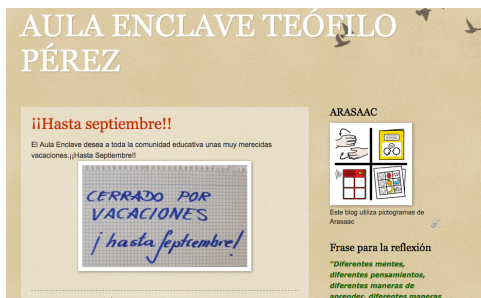 AULA ENCLAVE TEÓFILO
PÉREZ
¡¡Hasta septiembre!!
El Aula Enclave desea a toda la comunidad educativa unas muy merecidas
vacaciones.¡¡Hasta Septiembre!!
CERRADO POR
VACACIONES
¡hasta Septiembre!
ARASAAC
Este blog utiliza pictogramas de
Arasaac
Frase para la reflexión
"Diferentes mentes,
diferentes pensamientos,
diferentes maneras de
aprender, diferentes maneras